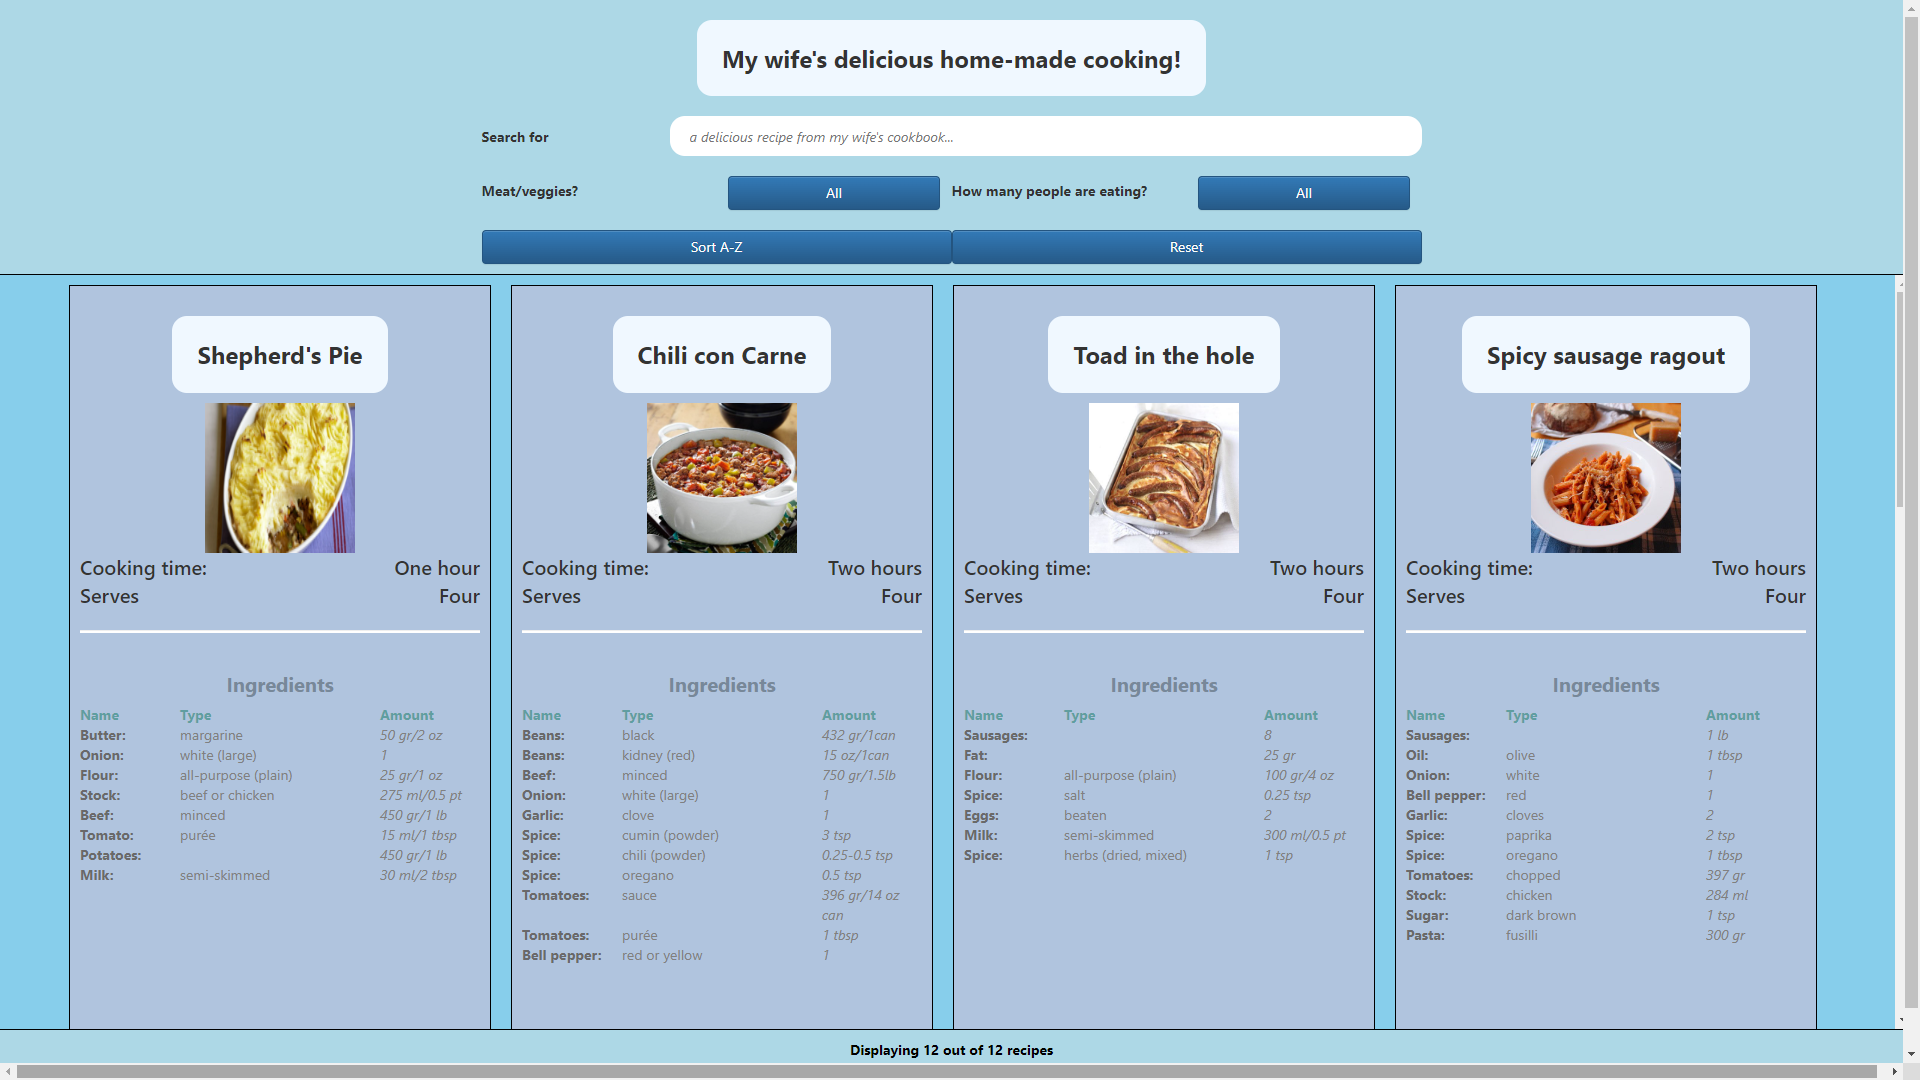 My wife's delicious home-made cooking!
Search for
a delicious recipe from my wife's cookbook...
Meat/veggies?
All
How many people are eating?
All
Sort A-Z
Reset
Shepherd's Pie
Cooking time: One hour
Serves Four
Ingredients
Name Type Amount
Butter: margarine 50 gr/2 oz
Onion: white (large) 1
Flour: all-purpose (plain) 25 gr/1 oz
Stock: beef or chicken 275 ml/0.5 pt
Beef: minced 450 gr/1 lb
Tomato: purée 15 ml/1 tbsp
Potatoes: 450 gr/1 lb
Milk: semi-skimmed 30 ml/2 tbsp
Chili con Carne
Cooking time: Two hours
Serves Four
Ingredients
Name Type Amount
Beans: black 432 gr/1can
Beans: kidney (red) 15 oz/1can
Beef: minced 750 gr/1.5lb
Onion: white (large) 1
Garlic: clove 1
Spice: cumin (powder) 3 tsp
Spice: chili (powder) 0.25-0.5 tsp
Spice: oregano 0.5 tsp
Tomatoes: sauce 396 gr/14 oz
can
Tomatoes: purée 1 tbsp
Bell pepper: red or yellow 1
Toad in the hole
Cooking time: Two hours
Serves Four
Ingredients
Name Type Amount
Sausages: 8
Fat: 25 gr
Flour: all-purpose (plain) 100 gr/4 oz
Spice: salt 0.25 tsp
Eggs: beaten 2
Milk: semi-skimmed 300 ml/0.5 pt
Spice: herbs (dried, mixed) 1 tsp
Spicy sausage ragout
Cooking time: Two hours
Serves Four
Ingredients
Name Type Amount
Sausages: 1 lb
Oil: olive 1 tbsp
Onion: white 1
Bell pepper: red 1
Garlic: cloves 2
Spice: paprika 2 tsp
Spice: oregano 1 tbsp
Tomatoes: chopped 397 gr
Stock: chicken 284 ml
Sugar: dark brown 1 tsp
Pasta: fusilli 300 gr
Displaying 12 out of 12 recipes